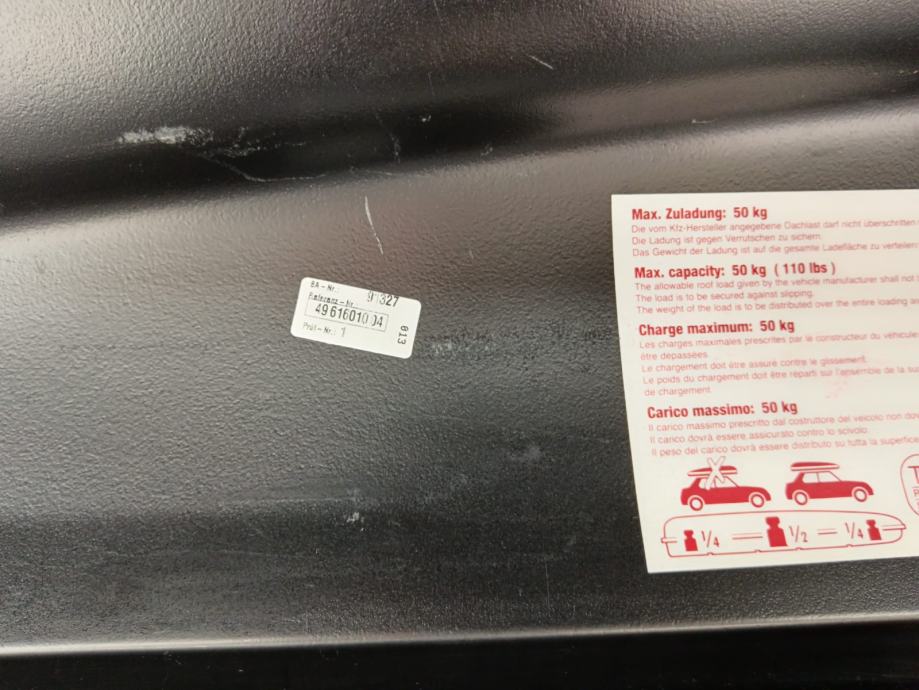 BA-Nr.: 91327
Referenz-Nr.
4961601004
Prüf-Nr.: 1
813
Max. Zuladung: 50 kg
Die vom Kfz-Hersteller angegebene Dachlast darf nicht überschritten
Die Ladung ist gegen Verrutschen zu sichern.
Das Gewicht der Ladung ist auf die gesamte Ladefläche zu verteilen
Max. capacity: 50 kg (110 lbs)
The allowable roof load given by the vehicle manufacturer shall not
The load is to be secured against slipping.
The weight of the load is to be distributed over the entire loading
Charge maximum: 50 kg
Les charges maximales prescrites par le constructeur du véhicule
être depassées.
Le chargement doit être assuré contre le glissement.
Le poids du chargement doit être réparti sur l'ensemble de la
de chargement.
Carico massimo: 50 kg
Il carico massimo prescritto dal costruttore del veicolo non
Il carico dovrà essere assicurato contro lo scivolo.
Il peso del carico dovrà essere distribuito su tutta la superficie
1/4 1/2 1/4